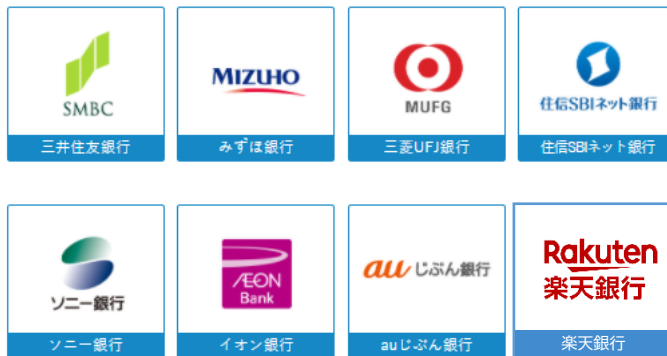 SMBC
三井住友銀行
MIZUHO
みずほ銀行
MUFG
三菱UFJ銀行
住信SBIネット銀行
住信SBIネット銀行
ソニー銀行
ソニー銀行
ÆON
Bank
イオン銀行
au じぶん銀行
auじぶん銀行
Rakuten
楽天銀行
楽天銀行